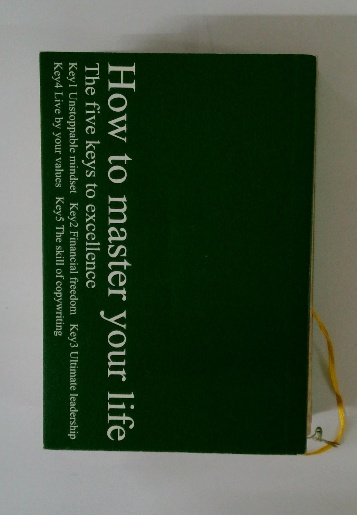 How to master your life
The five keys to excellence
Key1 Unstoppable mindset Key2 Financial freedom Key3 Ultimate leadership
Key4 Live by your values Key5 The skill of copywriting